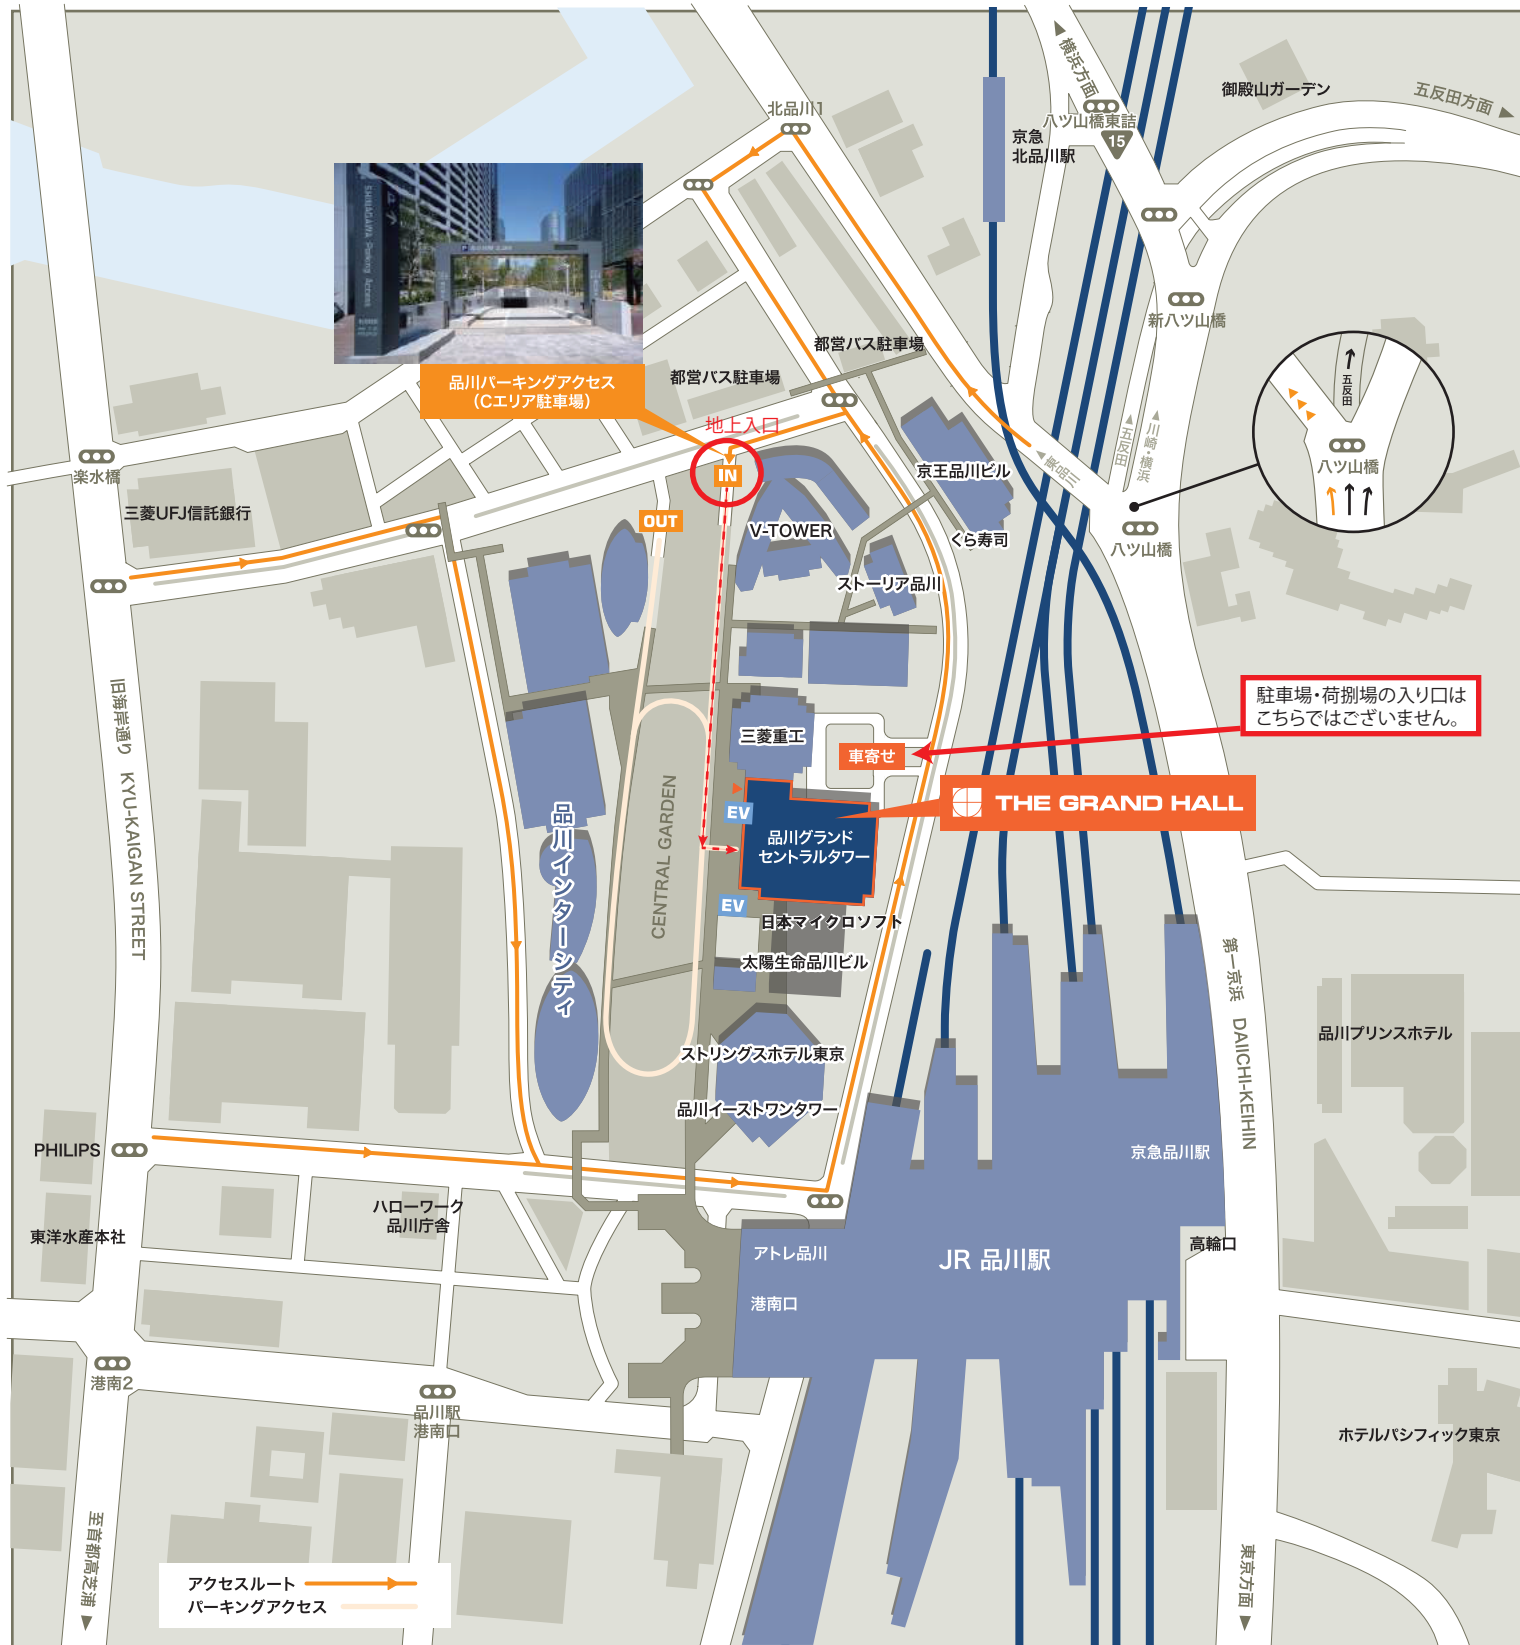 北品川1
横浜方面
八ツ山橋東詰
15
御殿山ガーデン
五反田方面
京急
北品川駅
SHINAGAWA Parking Access
新八ツ山橋
都営バス駐車場
都営バス駐車場
品川パーキングアクセス
（Cエリア駐車場）
地上入口
IN
OUT
五反田
川崎・横浜
五反田
八ツ山橋
八ツ山橋
楽水橋
三菱UFJ信託銀行
京王品川ビル
V-TOWER
くら寿司
ストーリア品川
旧海岸通り KYU-KAIGAN STREET
駐車場・荷捌場の入り口は
こちらではございません。
三菱重工
車寄せ
THE GRAND HALL
EV
品川グランド
セントラルタワー
CENTRAL GARDEN
品川インターシティ
EV
日本マイクロソフト
太陽生命品川ビル
ストリングスホテル東京
品川イーストワンタワー
第一京浜 DAIICHI-KEIHIN
品川プリンスホテル
PHILIPS
京急品川駅
東洋水産本社
ハローワーク
品川庁舎
アトレ品川
港南口
JR 品川駅
高輪口
港南2
品川駅
港南口
ホテルパシフィック東京
至首都高芝浦
東京方面
アクセスルート
パーキングアクセス